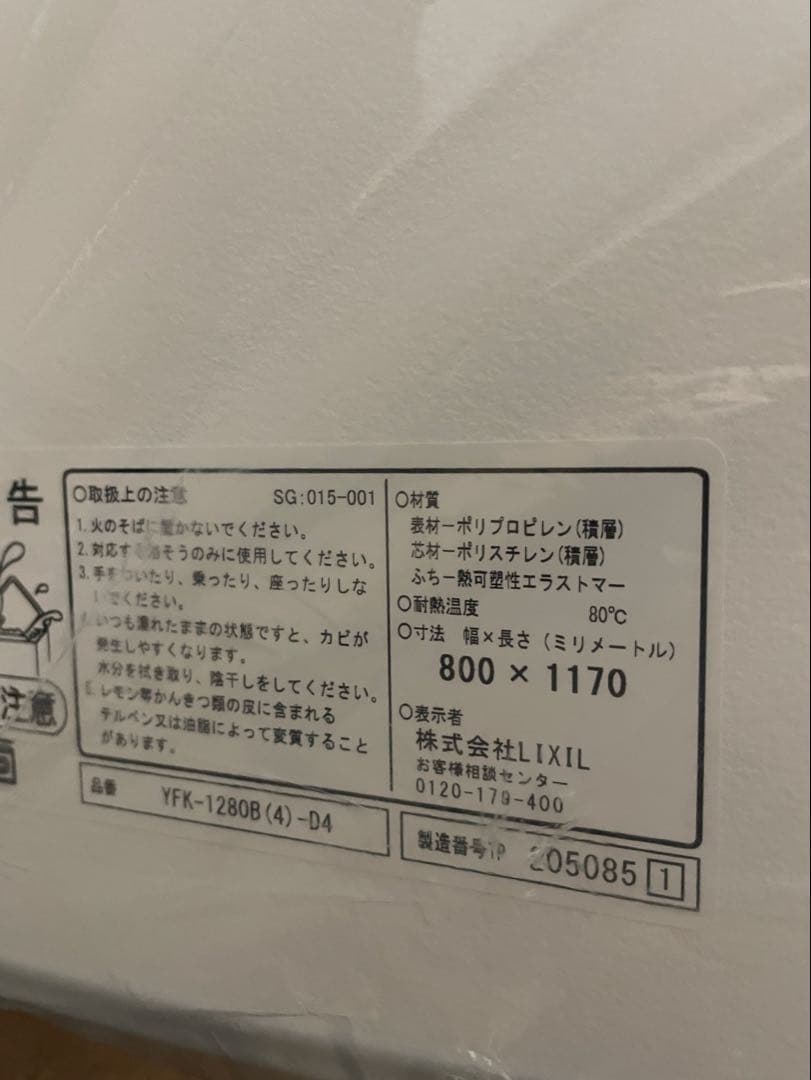 告
注意
○取扱上の注意 SG:015-001
1.火のそばに置かないでください。
2.対応する浴そうのみに使用してください。
3.手をついたり、乗ったり、座ったりしな
いでください。
4.いつも濡れたままの状態ですと、カビが
発生しやすくなります。
水分を拭き取り、陰干しをしてください。
5.レモン等かんきつ類の皮に含まれる
テルペン又は油脂によって変質すること
があります。
○材質
表材ーポリプロピレン(積層)
芯材ーポリスチレン(積層)
ふちー熱可塑性エラストマー
○耐熱温度 80℃
○寸法 幅×長さ(ミリメートル)
800 × 1170
○表示者
株式会社LIXIL
お客様相談センター
0120-179-400
品番 YFK-1280B(4)-D4
製造番号 205085 1